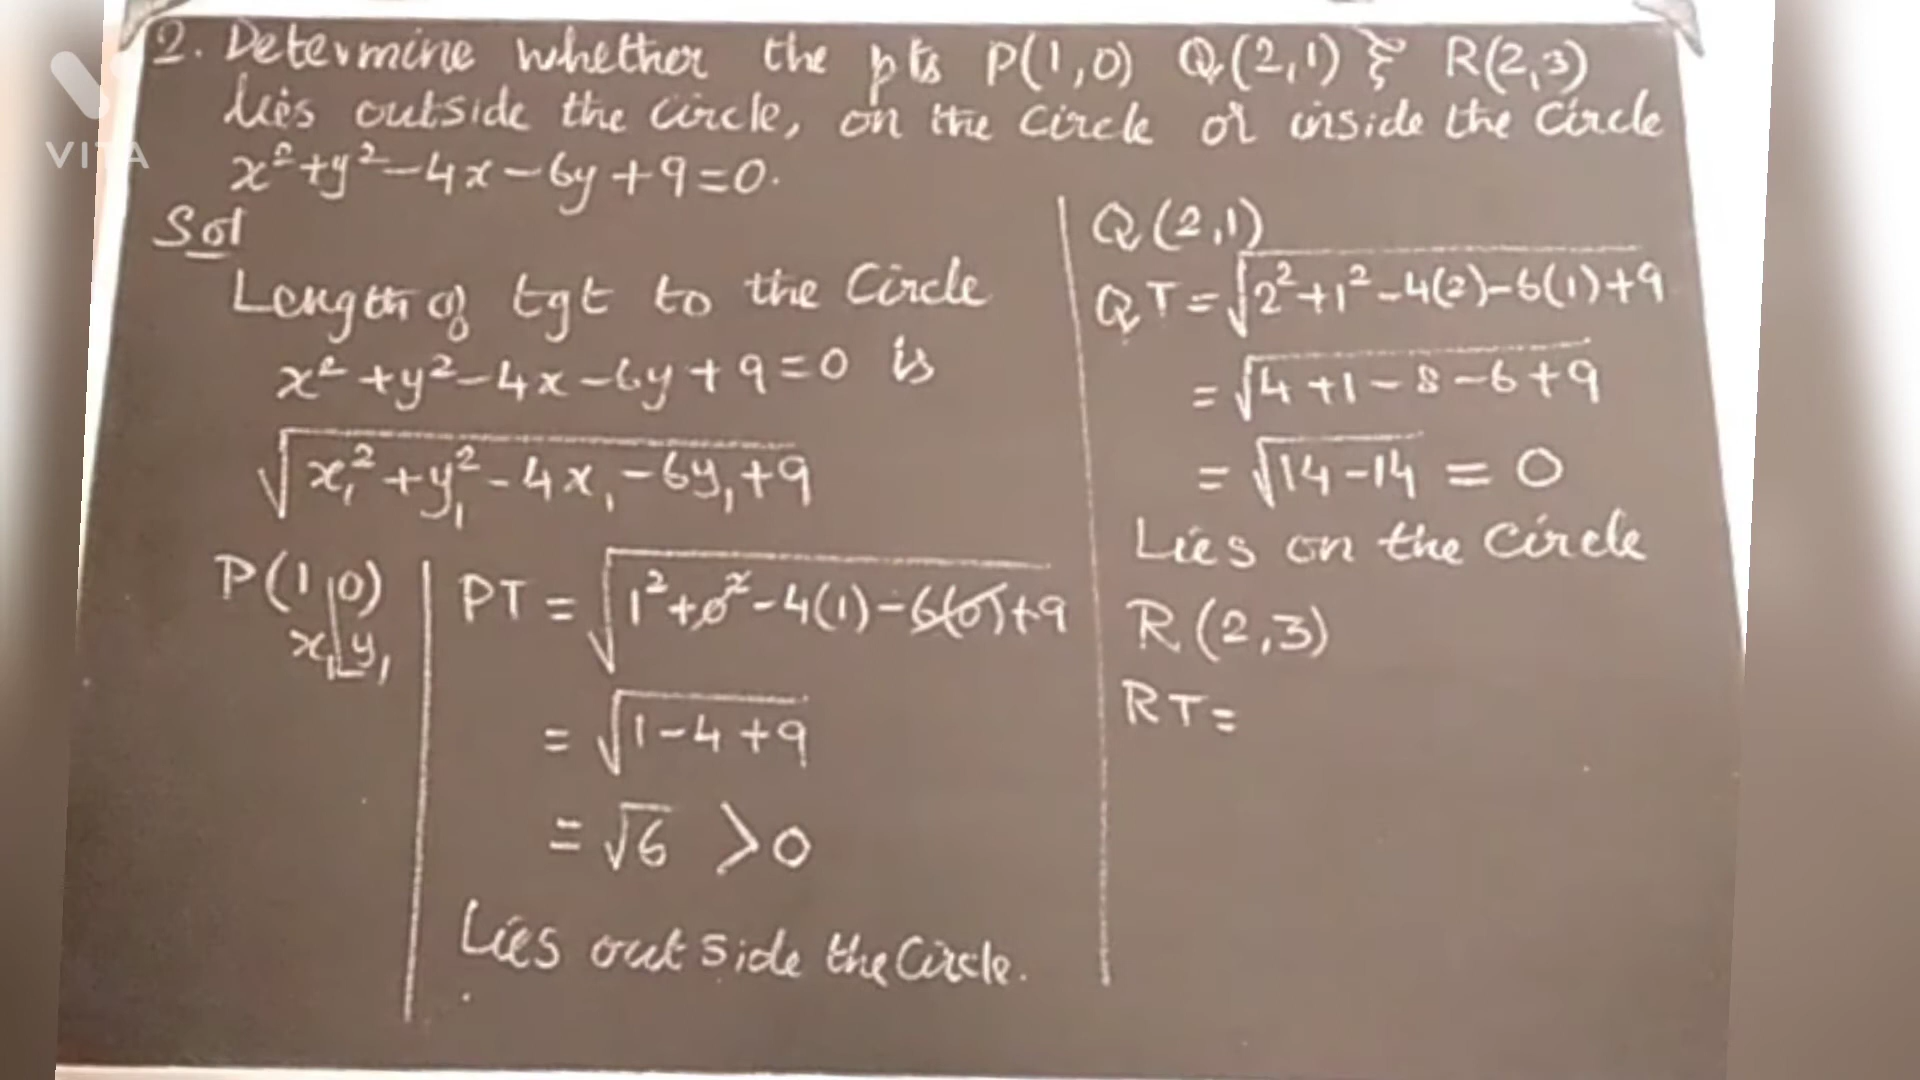 2. Determine whether the pts P(1,0) Q(2,1) & R(2,3)
lies outside the circle, on the circle or inside the circle
x²+y²-4x-6y+9=0.
Sol
Length of tgt to the Circle
x²+y²-4x-6y+9=0 is
√x₁²+y₁²-4x₁-6y₁+9
P(1,0)
x₁ y₁
PT = √1²+0²-4(1)-6(0)+9
= √1-4+9
= √6 >0
Lies outside the Circle.
Q(2,1)
QT = √2²+1²-4(2)-6(1)+9
= √4+1-8-6+9
= √14-14 = 0
Lies on the circle
R(2,3)
RT=
VITA